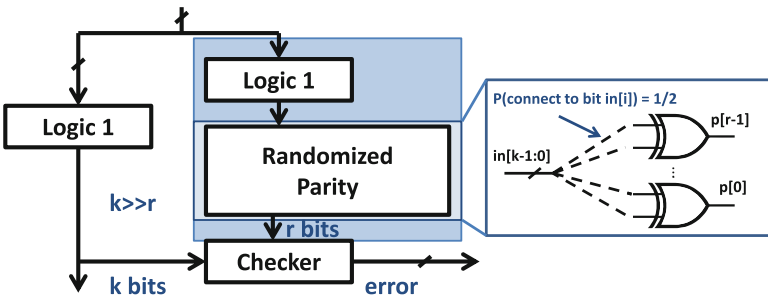 Logic 1
Logic 1
Randomized
Parity
k>>r
r bits
Checker
k bits
error
P(connect to bit in[i]) = 1/2
in[k-1:0]
p[r-1]
...
p[0]